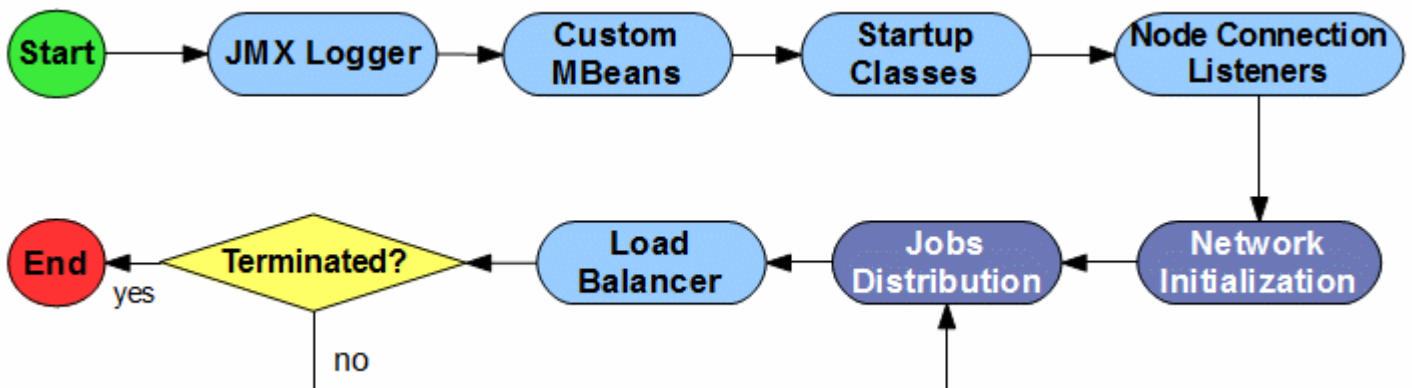 Start
JMX Logger
Custom
MBeans
Startup
Classes
Node Connection
Listeners
End
yes
Terminated?
no
Load
Balancer
Jobs
Distribution
Network
Initialization